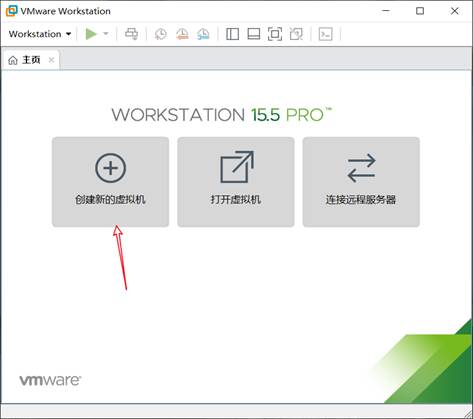 VMware Workstation
Workstation
主页
WORKSTATION 15.5 PRO™
创建新的虚拟机
打开虚拟机
连接远程服务器
vmware®